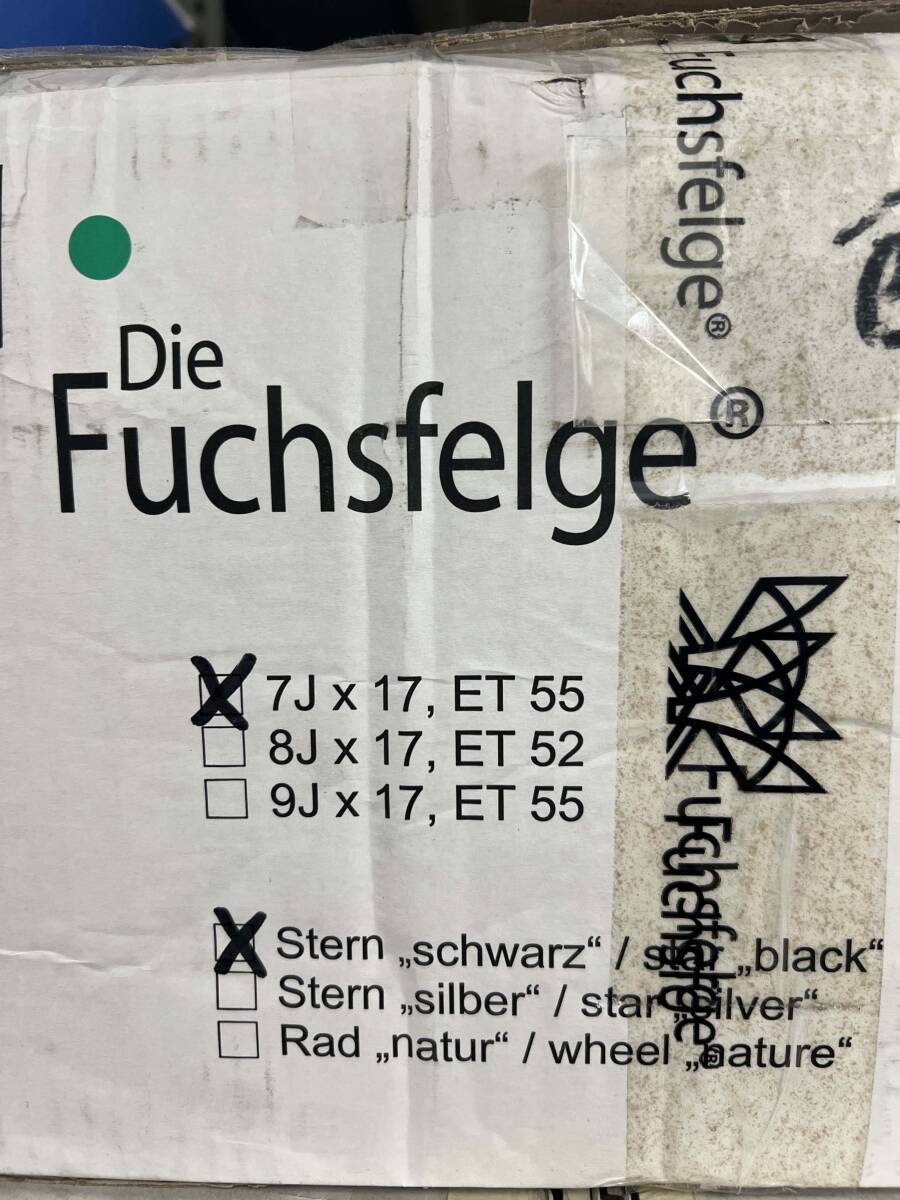 Fuchsfelge®
Die
Fuchsfelge®
7J x 17, ET 55
8J x 17, ET 52
9J x 17, ET 55
Fuchsfelge®
Stern „schwarz“ / star „black“
Stern „silber“ / star „silver“
Rad „natur“ / wheel „nature“